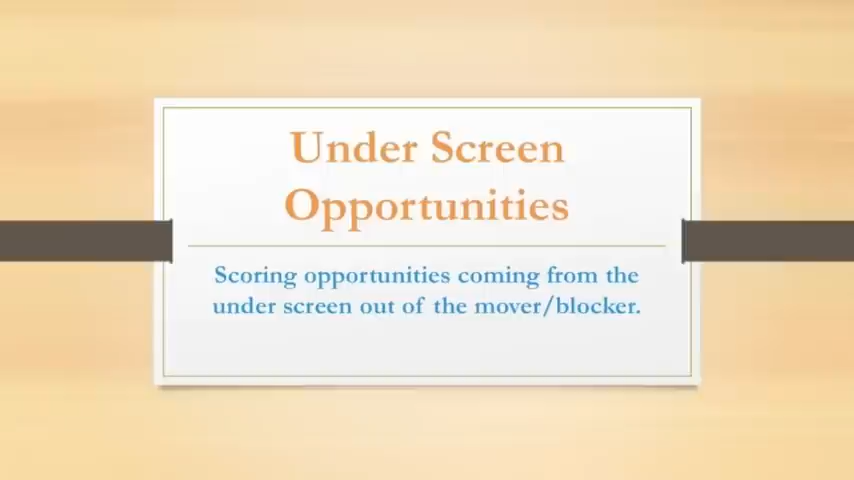 Under Screen
Opportunities
Scoring opportunities coming from the
under screen out of the mover/blocker.